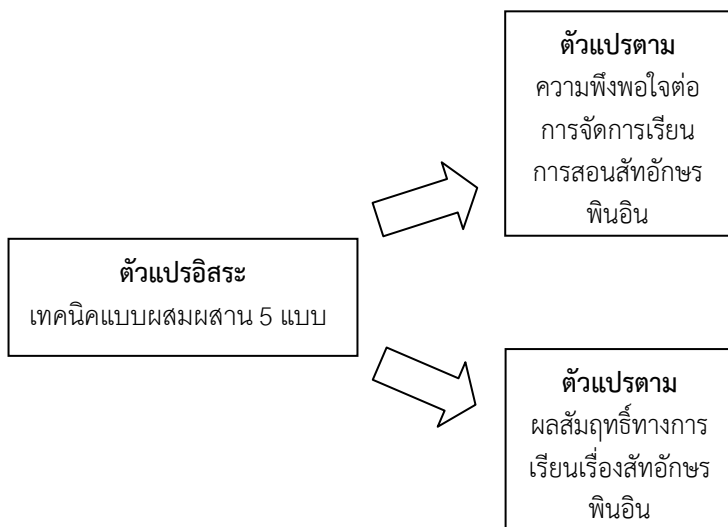 ตัวแปรตาม
ความพึงพอใจต่อ
การจัดการเรียน
การสอนสัทอักษร
พินอิน
ตัวแปรอิสระ
เทคนิคแบบผสมผสาน 5 แบบ
ตัวแปรตาม
ผลสัมฤทธิ์ทางการ
เรียนเรื่องสัทอักษร
พินอิน